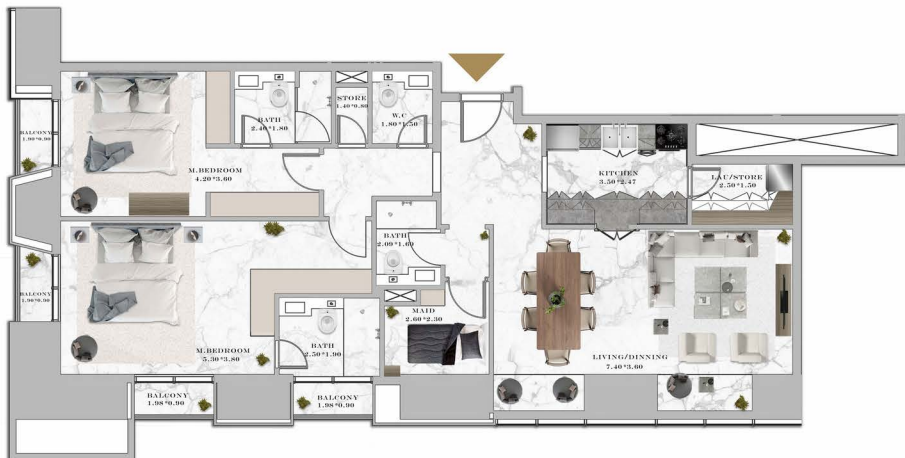 BALCONY
1.90*0.90
M.BEDROOM
4.20*3.60
BATH
2.40*1.80
STORE
1.40*0.80
W.C
1.80*1.50
KITCHEN
3.50*2.47
LAU/STORE
2.50*1.50
BALCONY
1.90*0.90
M.BEDROOM
5.30*3.80
BATH
2.09*1.60
BATH
2.50*1.90
MAID
2.60*2.30
LIVING/DINNING
7.40*3.60
BALCONY
1.98*0.90
BALCONY
1.98*0.90